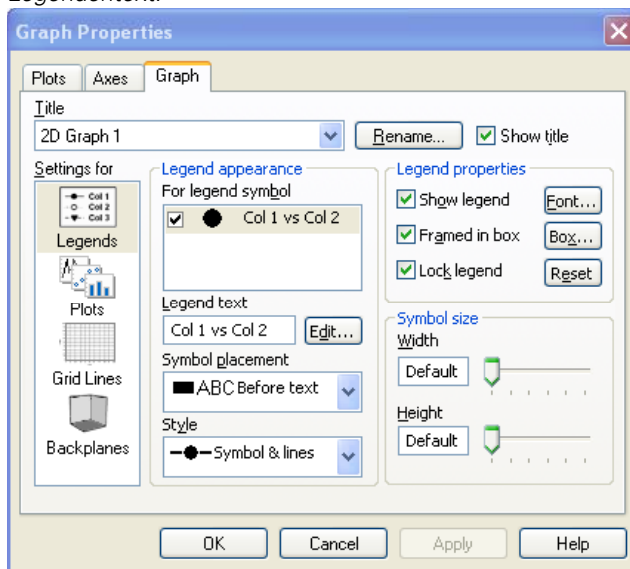 Legendentext.
Graph Properties
Plots Axes Graph
Title
2D Graph 1 Rename... Show title
Settings for
Col 1
Col 2
Col 3
Legends
Plots
Grid Lines
Backplanes
Legend appearance
For legend symbol
Col 1 vs Col 2
Legend text
Col 1 vs Col 2 Edit...
Symbol placement
ABC Before text
Style
Symbol & lines
Legend properties
Show legend Font...
Framed in box Box...
Lock legend Reset
Symbol size
Width
Default
Height
Default
OK Cancel Apply Help